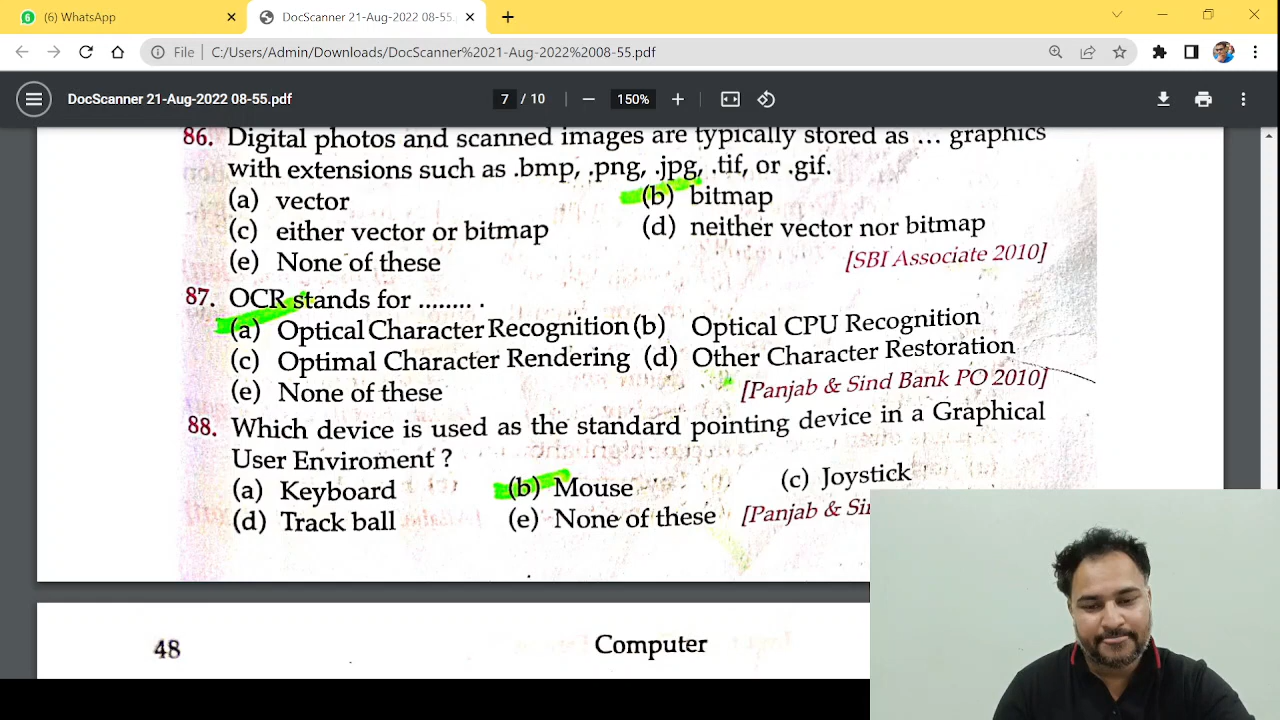 6
(6) WhatsApp
DocScanner 21-Aug-2022 08-55.
File
C:/Users/Admin/Downloads/DocScanner%2021-Aug-2022%2008-55.pdf
DocScanner 21-Aug-2022 08-55.pdf
7 / 10
150%
86. Digital photos and scanned images are typically stored as ... graphics
with extensions such as .bmp, .png, .jpg, .tif, or .gif.
(a) vector (b) bitmap
(c) either vector or bitmap (d) neither vector nor bitmap
(e) None of these [SBI Associate 2010]
87. OCR stands for ........ .
(a) Optical Character Recognition (b) Optical CPU Recognition
(c) Optimal Character Rendering (d) Other Character Restoration
(e) None of these [Panjab & Sind Bank PO 2010]
88. Which device is used as the standard pointing device in a Graphical
User Enviroment ?
(a) Keyboard (b) Mouse (c) Joystick
(d) Track ball (e) None of these [Panjab &
48 Computer